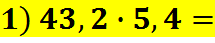 1) 43,2 · 5,4 =